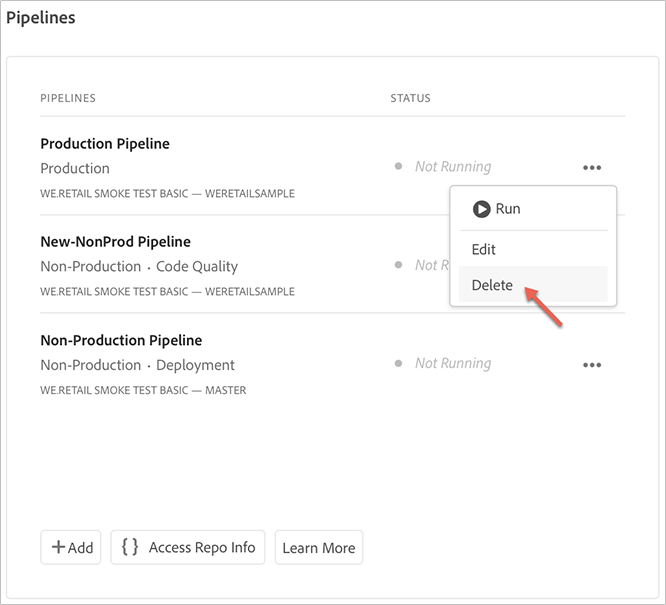 Pipelines
PIPELINES STATUS
Production Pipeline
Production
Not Running
WE.RETAIL SMOKE TEST BASIC — WERETAILSAMPLE
Run
Edit
Delete
New-NonProd Pipeline
Non-Production · Code Quality
Not R
WE.RETAIL SMOKE TEST BASIC — WERETAILSAMPLE
Non-Production Pipeline
Non-Production · Deployment
Not Running
WE.RETAIL SMOKE TEST BASIC — MASTER
+ Add
{ } Access Repo Info
Learn More